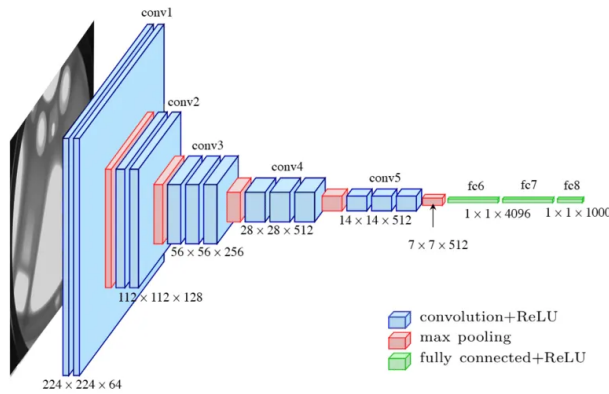 conv1
conv2
conv3
conv4
conv5
fc6
fc7
fc8
224 × 224 × 64
112 × 112 × 128
56 × 56 × 256
28 × 28 × 512
14 × 14 × 512
7 × 7 × 512
1 × 1 × 4096
1 × 1 × 1000
convolution+ReLU
max pooling
fully connected+ReLU